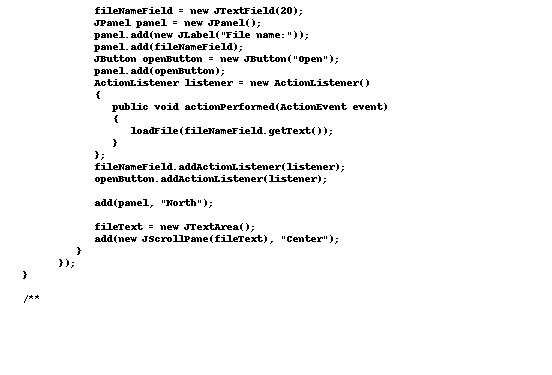 fileNameField = new JTextField(20);
JPanel panel = new JPanel();
panel.add(new JLabel("File name:"));
panel.add(fileNameField);
JButton openButton = new JButton("Open");
panel.add(openButton);
ActionListener listener = new ActionListener()
{
public void actionPerformed(ActionEvent event)
{
loadFile(fileNameField.getText());
}
};
fileNameField.addActionListener(listener);
openButton.addActionListener(listener);
add(panel, "North");
fileText = new JTextArea();
add(new JScrollPane(fileText), "Center");
}
});
}
/**